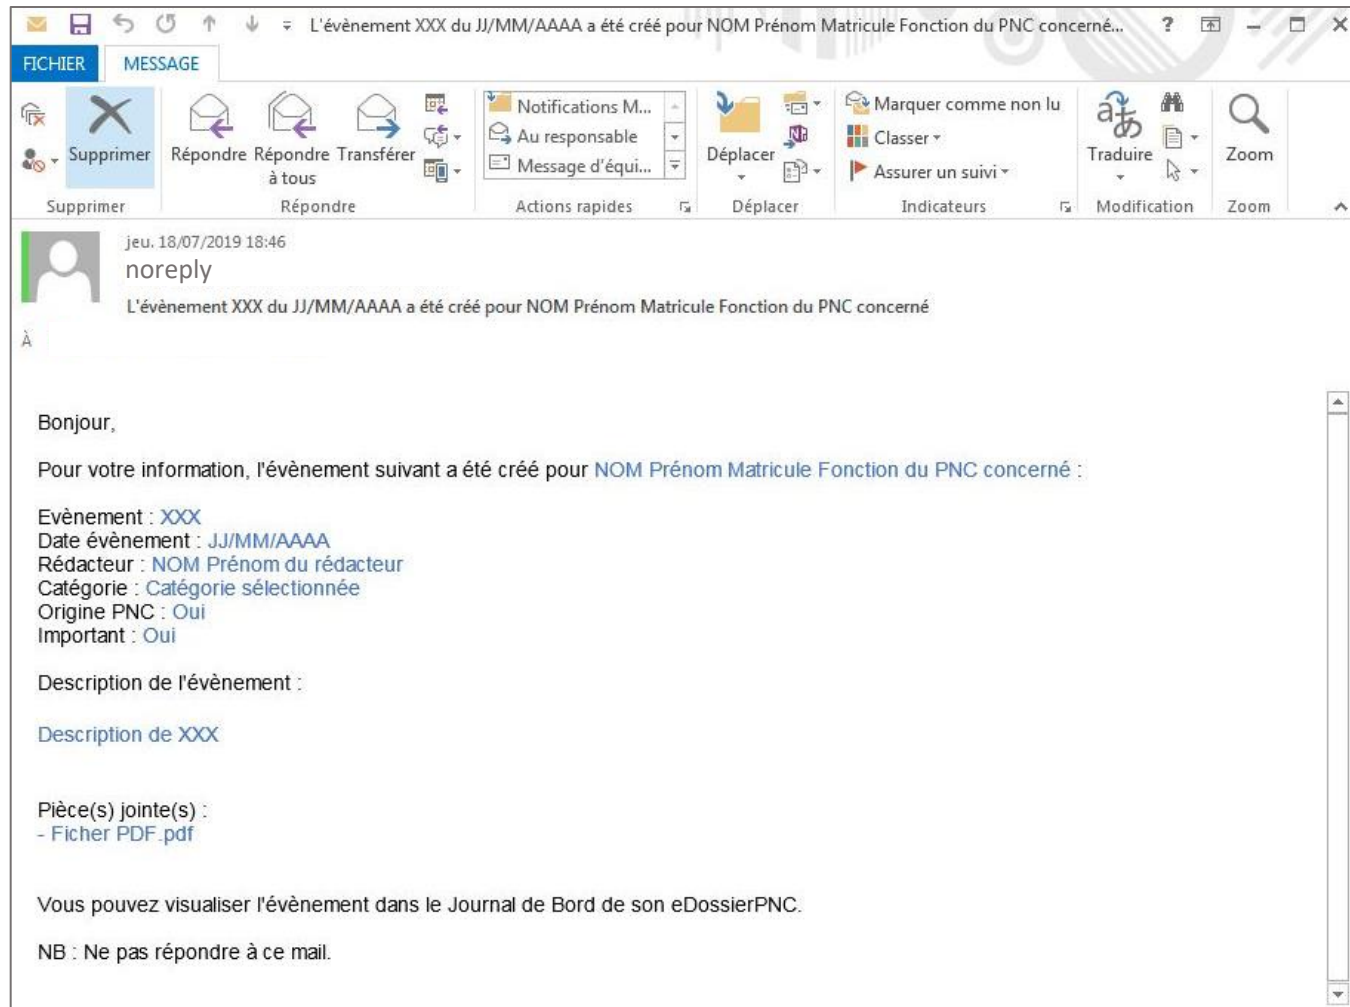 L'évènement XXX du JJ/MM/AAAA a été créé pour NOM Prénom Matricule Fonction du PNC concerné... ?
FICHIER MESSAGE
Supprimer
Répondre Répondre à tous Transférer
Notifications M...
Au responsable
Message d'équi...
Déplacer
Marquer comme non lu
Classer
Assurer un suivi
Traduire
Zoom
Supprimer Répondre Actions rapides Déplacer Indicateurs Modification Zoom
jeu. 18/07/2019 18:46
noreply
L'évènement XXX du JJ/MM/AAAA a été créé pour NOM Prénom Matricule Fonction du PNC concerné
À
Bonjour,
Pour votre information, l'évènement suivant a été créé pour NOM Prénom Matricule Fonction du PNC concerné :
Evènement : XXX
Date évènement : JJ/MM/AAAA
Rédacteur : NOM Prénom du rédacteur
Catégorie : Catégorie sélectionnée
Origine PNC : Oui
Important : Oui
Description de l'évènement :
Description de XXX
Pièce(s) jointe(s) :
- Ficher PDF.pdf
Vous pouvez visualiser l'évènement dans le Journal de Bord de son eDossierPNC.
NB : Ne pas répondre à ce mail.